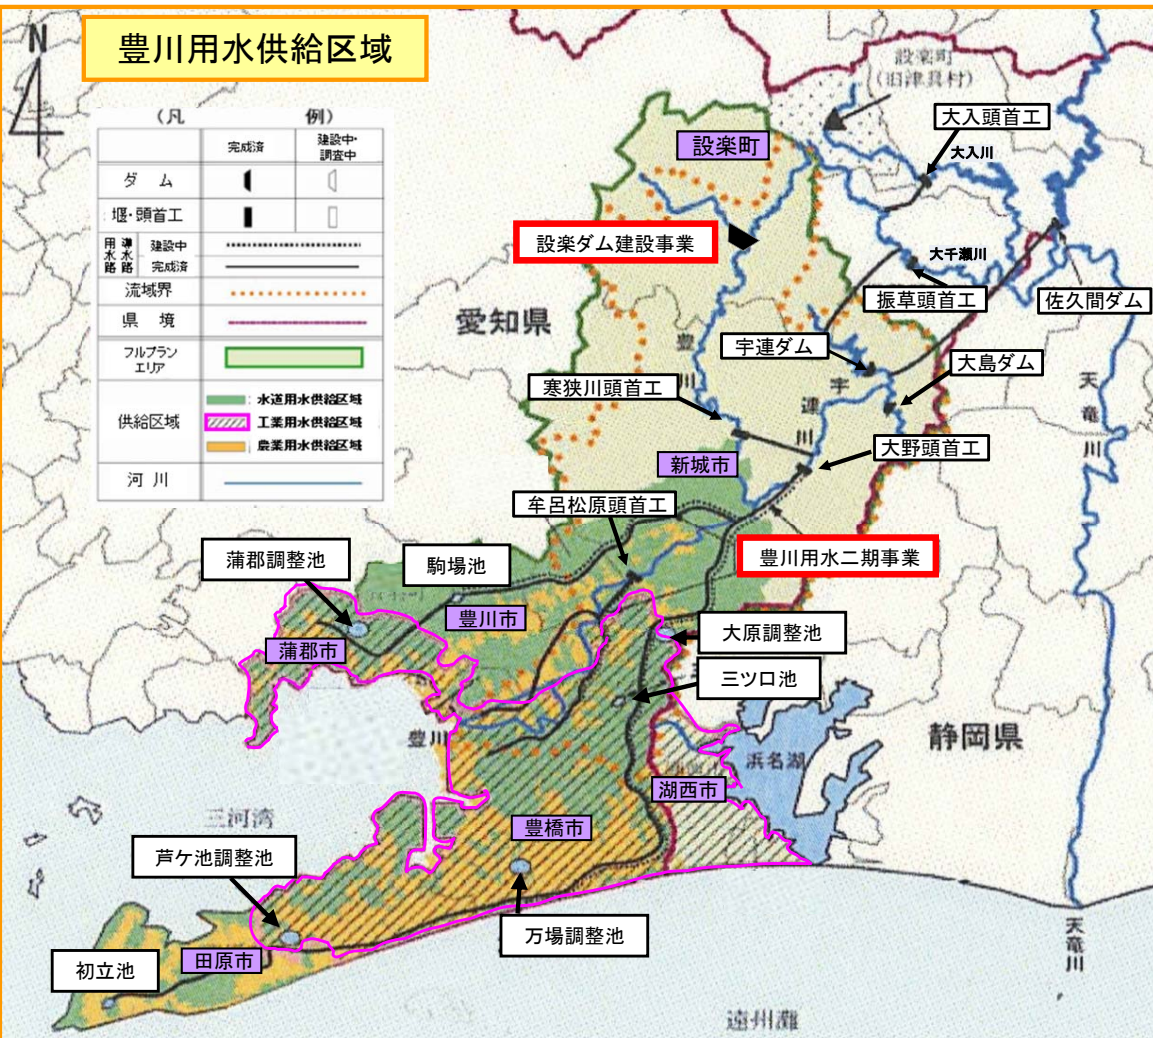 豊川用水供給区域
N
(凡 例)
完成済
建設中・
調査中
ダム
堰・頭首工
用水路
導水路
建設中
完成済
流域界
県境
フルプラン
エリア
供給区域
水道用水供給区域
工業用水供給区域
農業用水供給区域
河川
設楽町
(旧津具村)
大入頭首工
設楽町
大入川
設楽ダム建設事業
大千瀬川
振草頭首工
佐久間ダム
愛知県
豊川
宇連ダム
大島ダム
宇連川
寒狭川頭首工
天竜川
大野頭首工
新城市
牟呂松原頭首工
豊川用水二期事業
蒲郡調整池
駒場池
豊川市
大原調整池
蒲郡市
三ツ口池
豊川
静岡県
浜名湖
湖西市
三河湾
豊橋市
芦ケ池調整池
万場調整池
田原市
初立池
天竜川
遠州灘